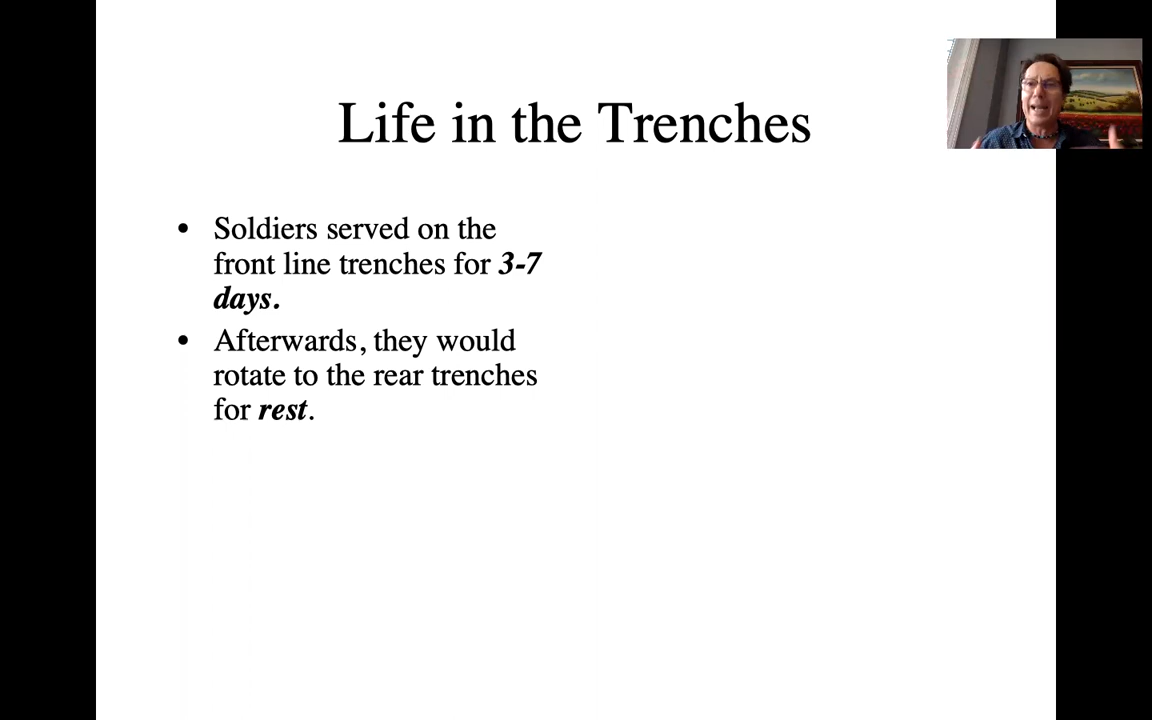 Life in the Trenches
• Soldiers served on the
front line trenches for 3-7
days.
• Afterwards, they would
rotate to the rear trenches
for rest.